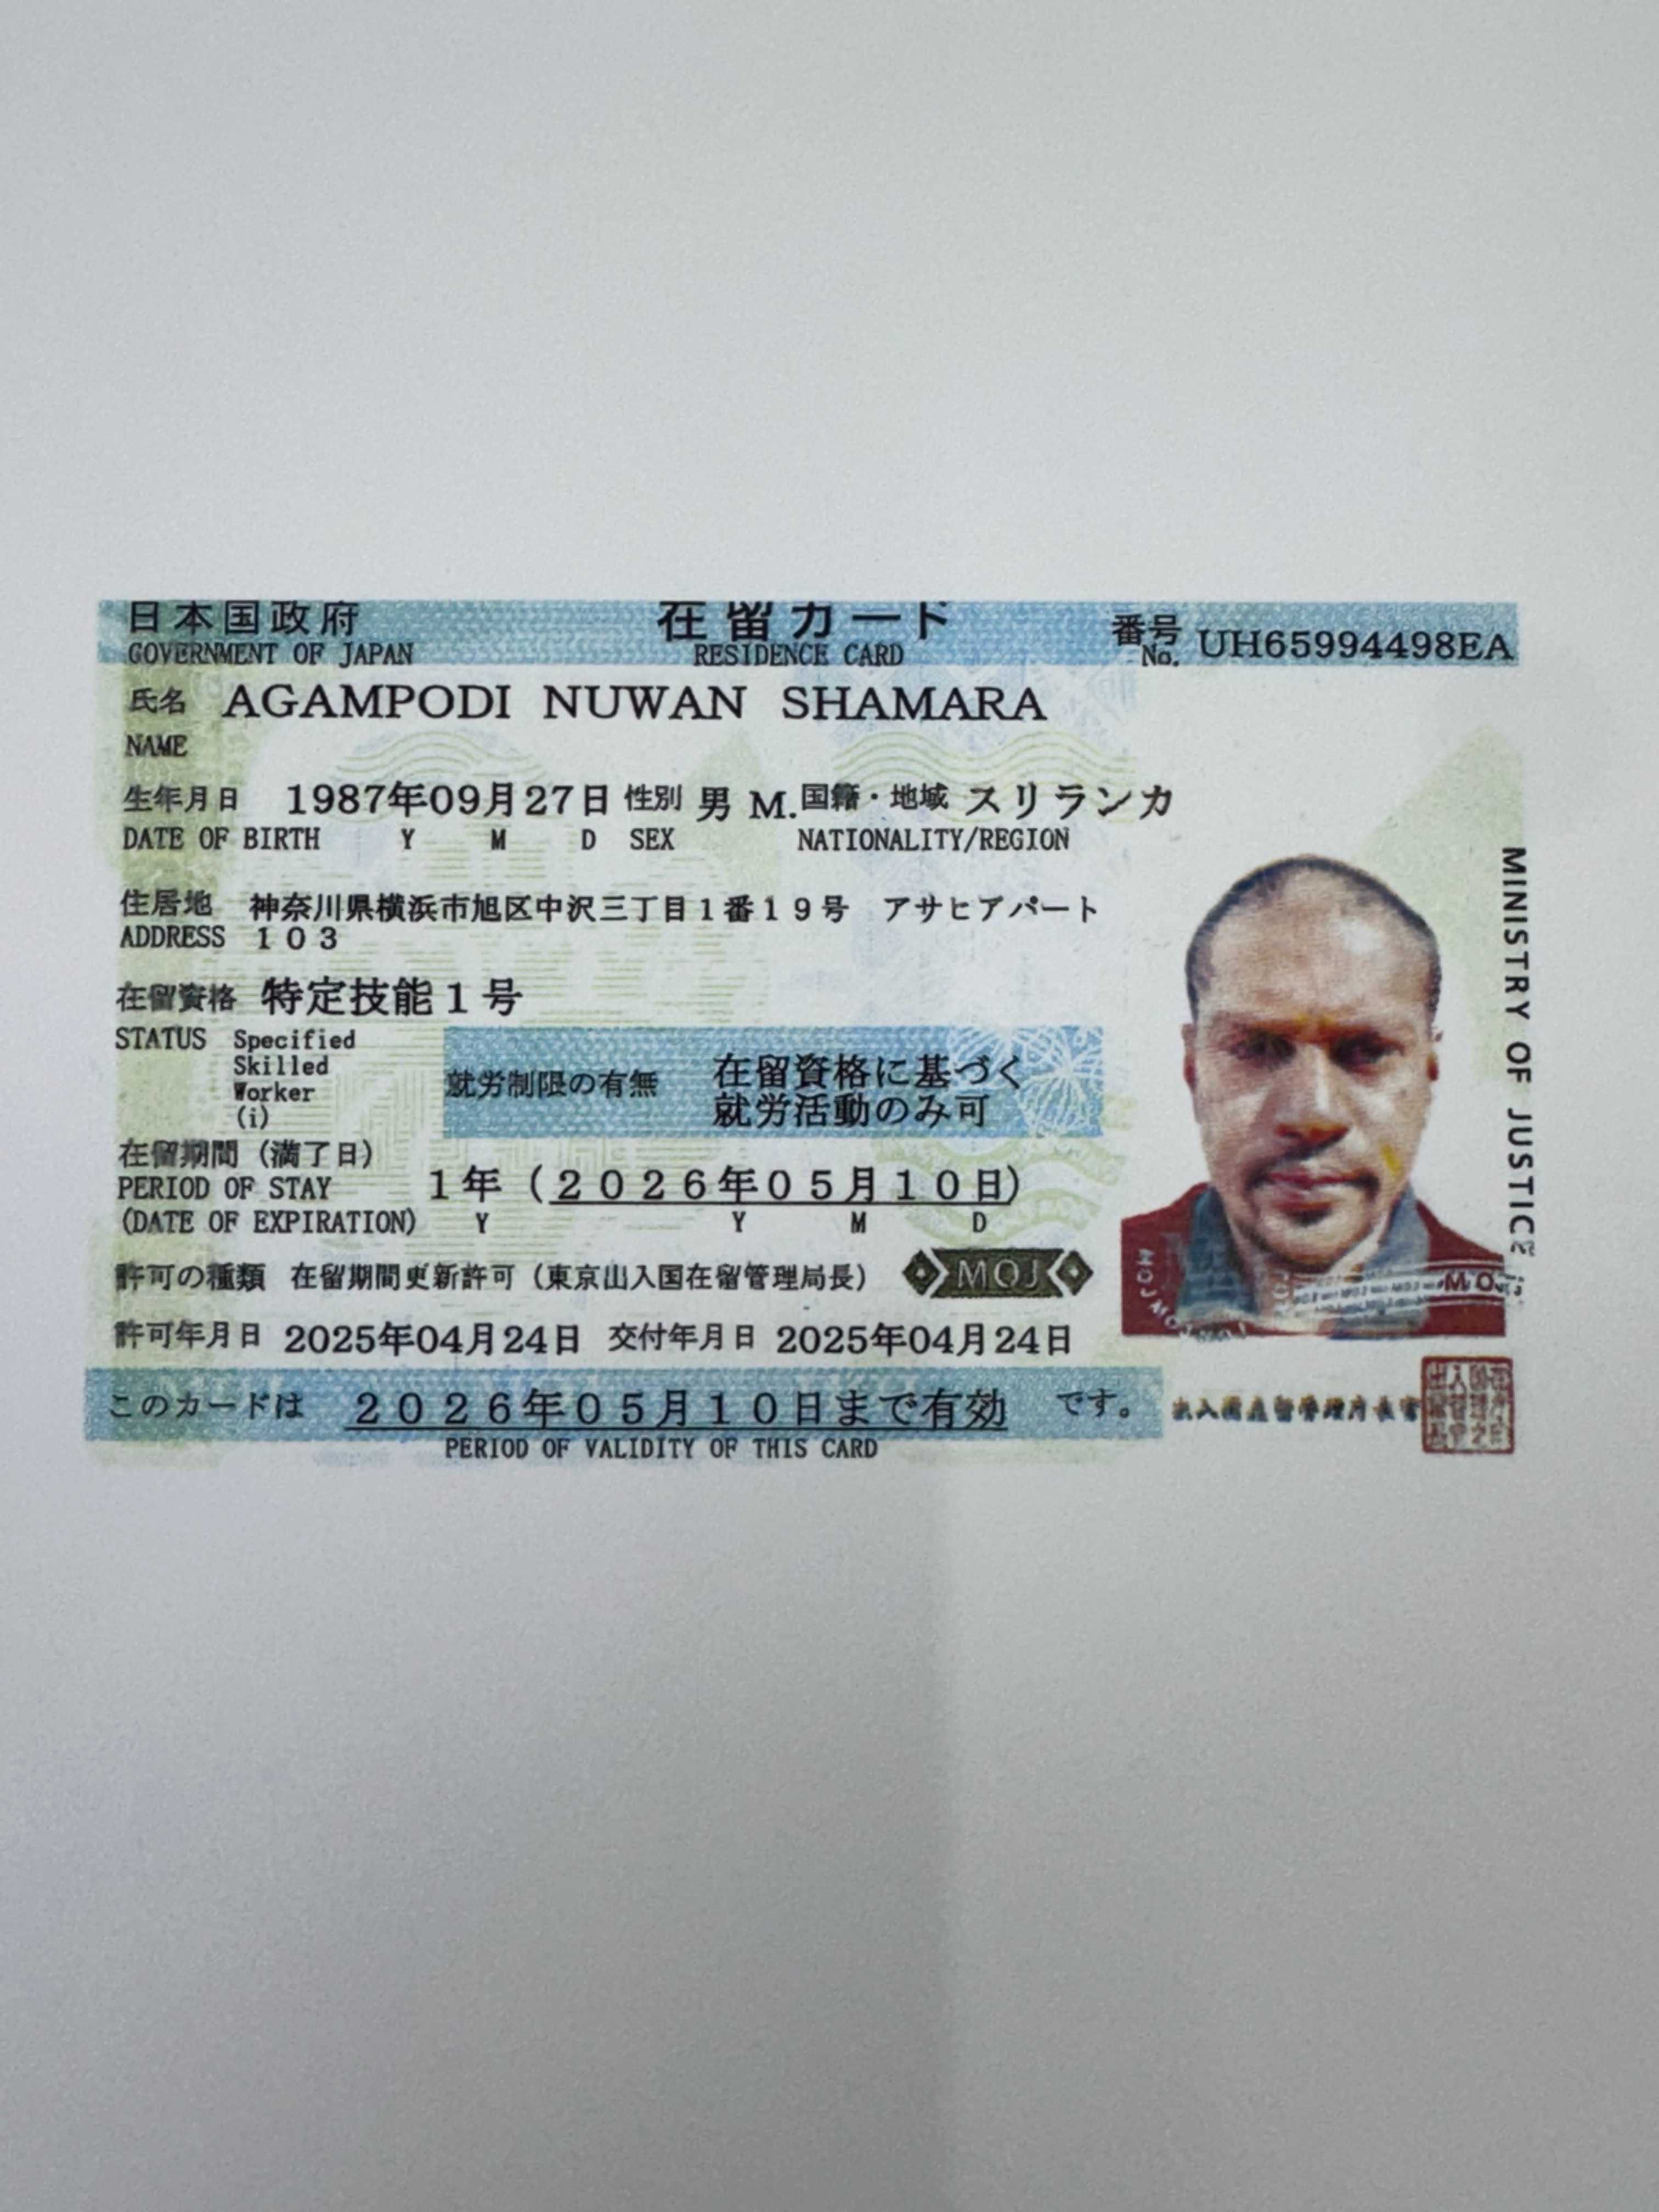 日本国政府 在留カード 番号 UH65994498EA
GOVERNMENT OF JAPAN RESIDENCE CARD No.
氏名 AGAMPODI NUWAN SHAMARA
NAME
生年月日 1987年09月27日 性別 男 M. 国籍・地域 スリランカ
DATE OF BIRTH Y M D SEX NATIONALITY/REGION
住居地 神奈川県横浜市旭区中沢三丁目1番19号 アサヒアパート
ADDRESS 103
在留資格 特定技能1号
STATUS Specified
Skilled
Worker
(i)
就労制限の有無 在留資格に基づく
就労活動のみ可
在留期間(満了日)
PERIOD OF STAY 1年(2026年05月10日)
(DATE OF EXPIRATION) Y Y M D
許可の種類 在留期間更新許可(東京出入国在留管理局長) MOJ
許可年月日 2025年04月24日 交付年月日 2025年04月24日
このカードは 2026年05月10日まで有効 です。
PERIOD OF VALIDITY OF THIS CARD
MINISTRY OF JUSTICE
出入国在留管理庁長官